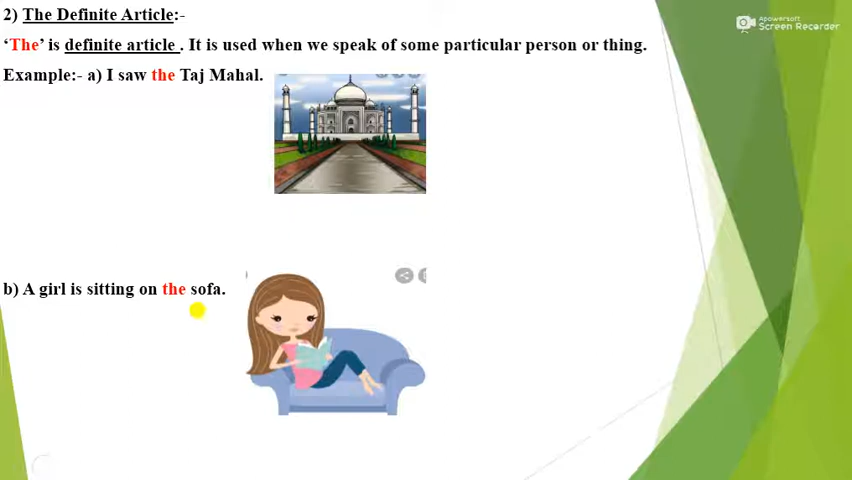 2) The Definite Article:-
‘The’ is definite article . It is used when we speak of some particular person or thing.
Example:- a) I saw the Taj Mahal.
b) A girl is sitting on the sofa.
Apowersoft
Screen Recorder